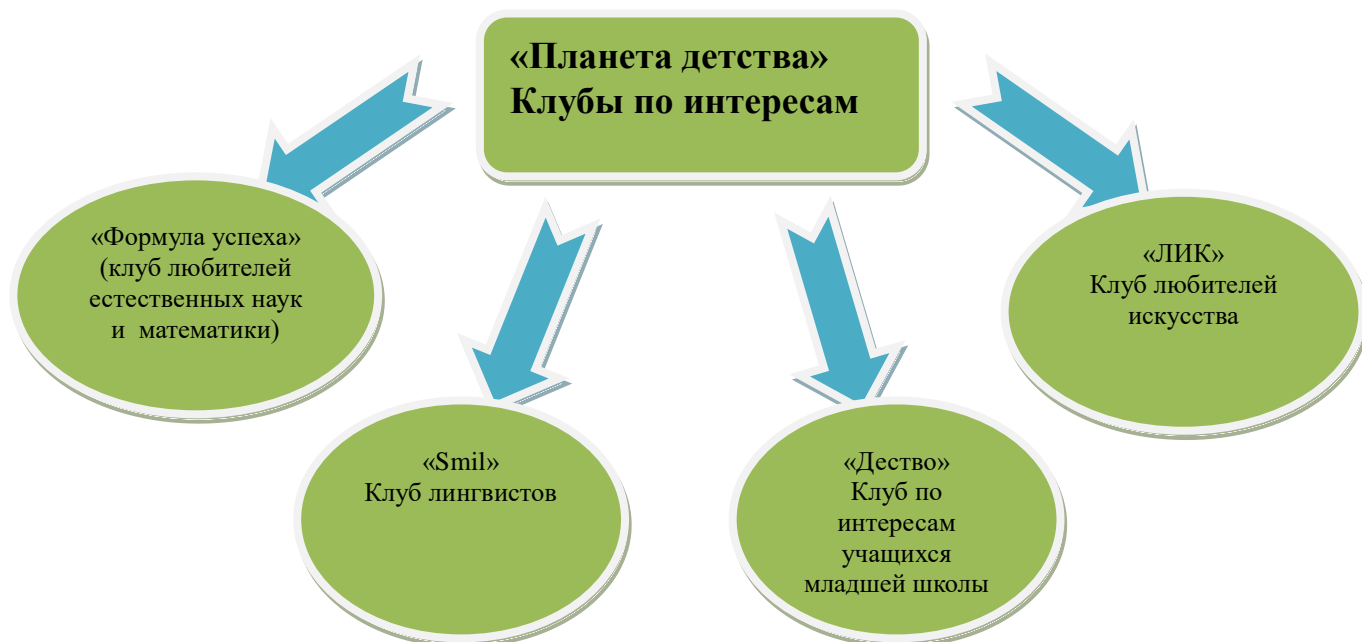 «Планета детства»
Клубы по интересам
«Формула успеха»
(клуб любителей
естественных наук
и математики)
«Smil»
Клуб лингвистов
«Дество»
Клуб по
интересам
учащихся
младшей школы
«ЛИК»
Клуб любителей
искусства